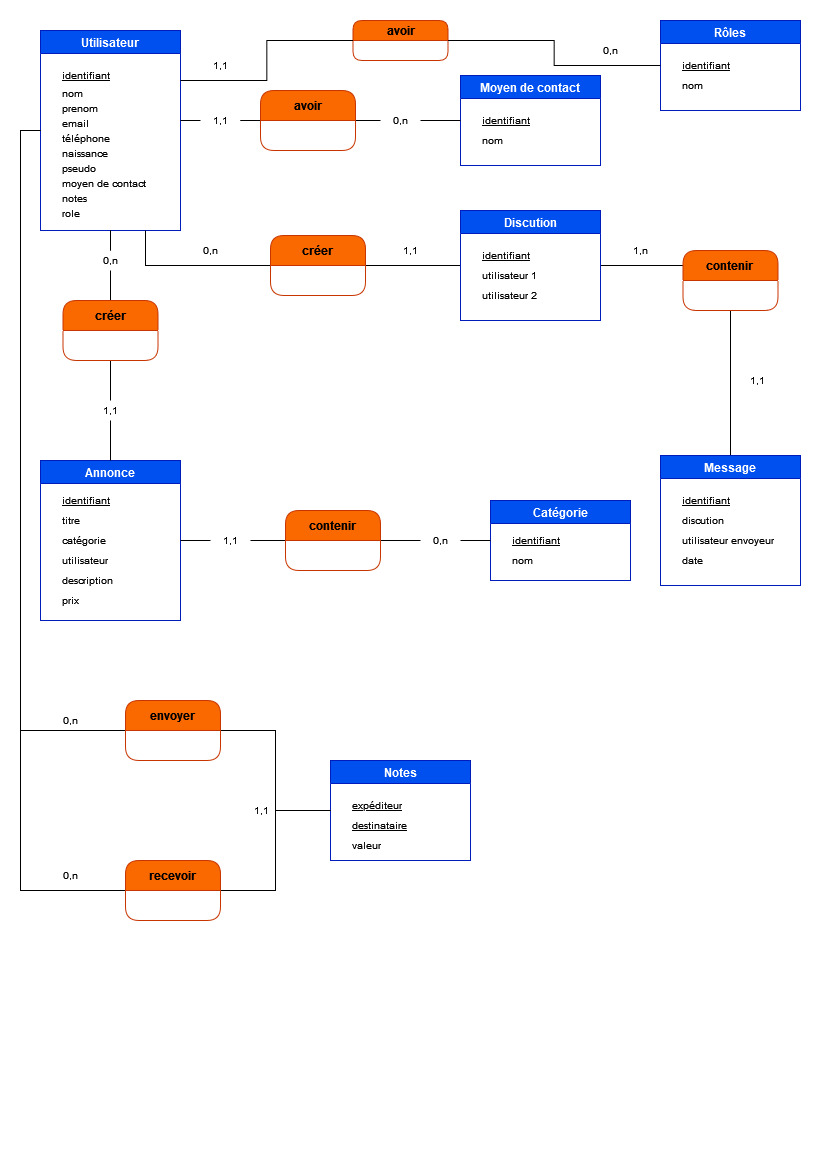 avoir
Rôles
identifiant
nom
0,n
1,1
Utilisateur
identifiant
nom
prenom
email
téléphone
naissance
pseudo
moyen de contact
notes
role
avoir
1,1
0,n
Moyen de contact
identifiant
nom
0,n
créer
1,1
Discution
identifiant
utilisateur 1
utilisateur 2
1,n
contenir
1,1
0,n
créer
1,1
Annonce
identifiant
titre
catégorie
utilisateur
description
prix
1,1
contenir
0,n
Catégorie
identifiant
nom
Message
identifiant
discution
utilisateur envoyeur
date
0,n
envoyer
1,1
Notes
expéditeur
destinataire
valeur
0,n
recevoir